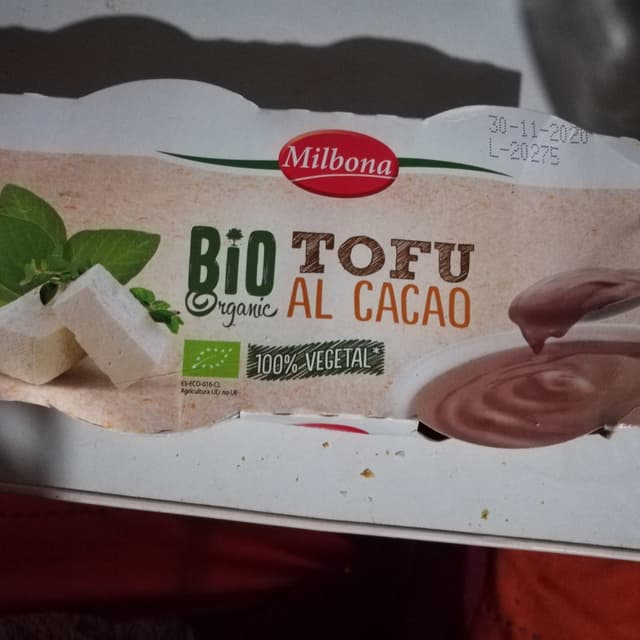 30-11-2020
L-20275
Milbona
BiO
Organic
TOFU
AL CACAO
100% VEGETAL*
ES-ECO-016-CL
Agricultura UE/no UE